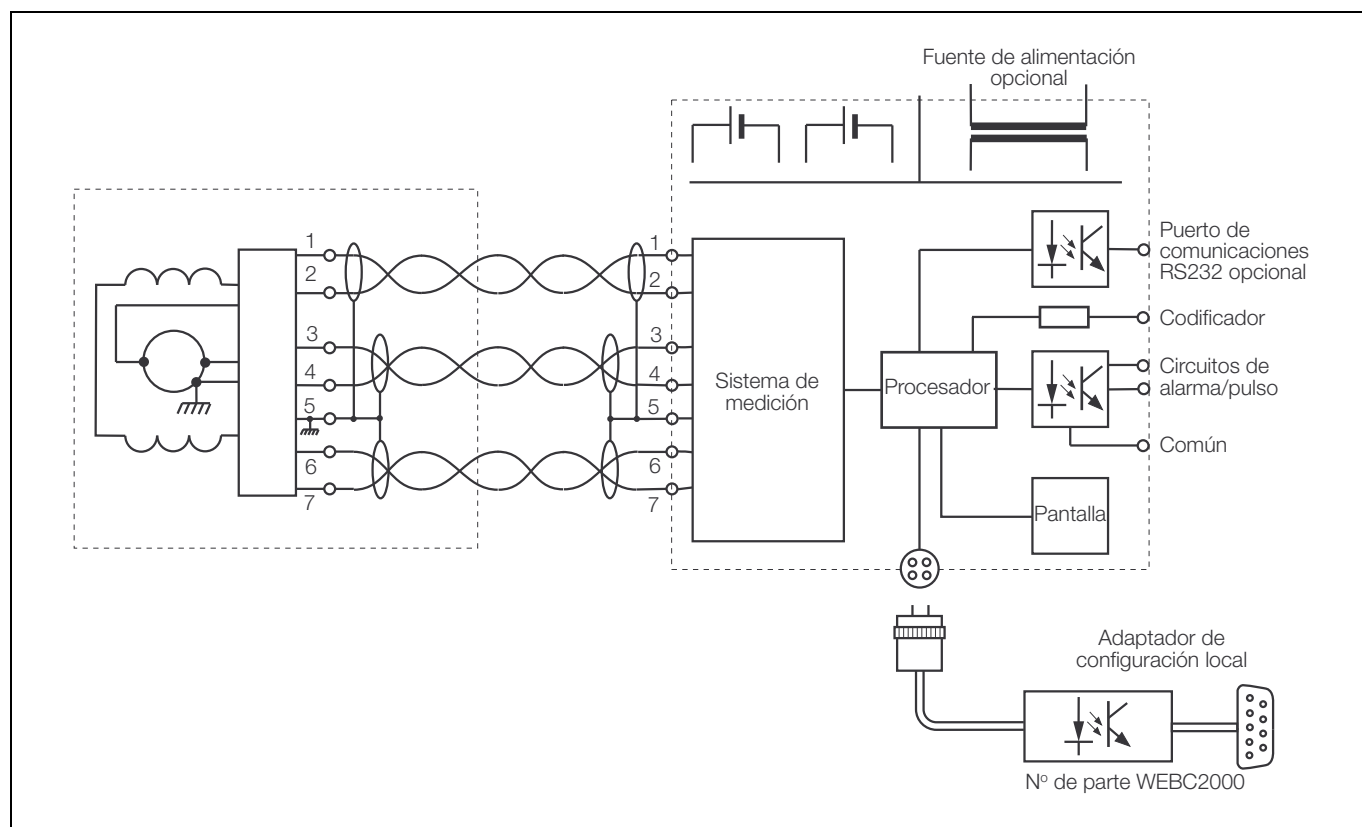 Fuente de alimentación
opcional
1
2
3
4
5
6
7
1
2
3
4
5
6
7
Sistema de
medición
Procesador
Pantalla
Puerto de
comunicaciones
RS232 opcional
Codificador
Circuitos de
alarma/pulso
Común
Adaptador de
configuración local
Nº de parte WEBC2000